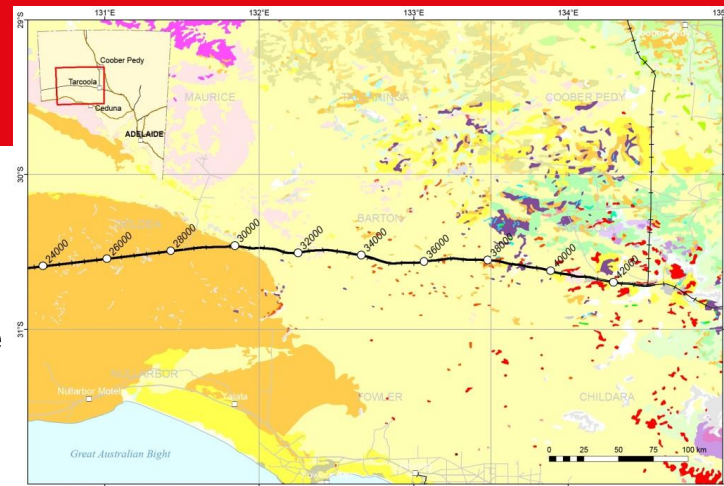 131°E
132°E
133°E
134°E
29°S
Coober Pedy
Coober Pedy
Tarcoola
Ceduna
ADELAIDE
MAURICE
TALLARINGA
COOBER PEDY
30°S
BARTON
24000
26000
28000
30000
32000
34000
36000
38000
40000
42000
31°S
NULLARBOR
Nullarbor Motel
Yalata
FOWLER
CHILDARA
0 25 50 75 100 km
Great Australian Bight